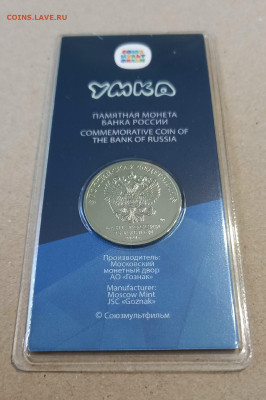 COINS.LAVE.RU
УМКА
ПАМЯТНАЯ МОНЕТА
БАНКА РОССИИ
COMMEMORATIVE COIN OF
THE BANK OF RUSSIA
Производитель:
Московский
монетный двор
АО «Гознак»
Manufacturer:
Moscow Mint
JSC «Goznak»
© Союзмультфильм